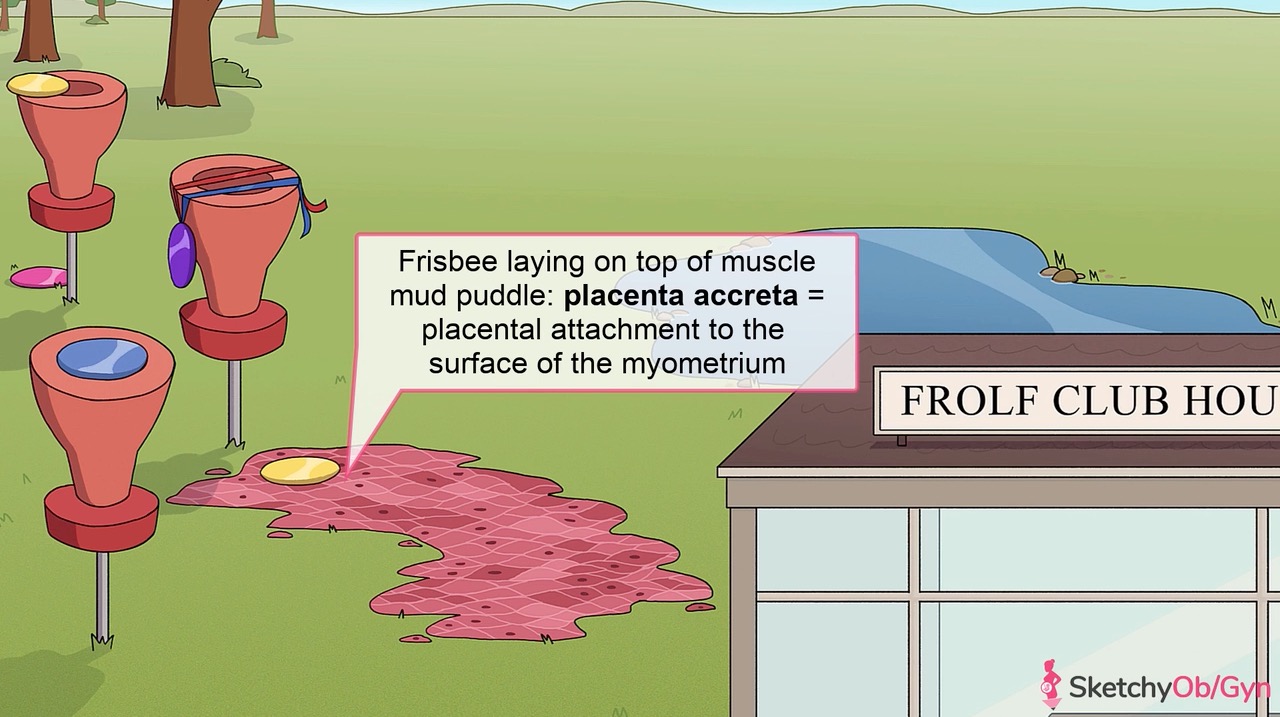 Frisbee laying on top of muscle
mud puddle: placenta accreta =
placental attachment to the
surface of the myometrium
FROLF CLUB HOU
SketchyOb/Gyn